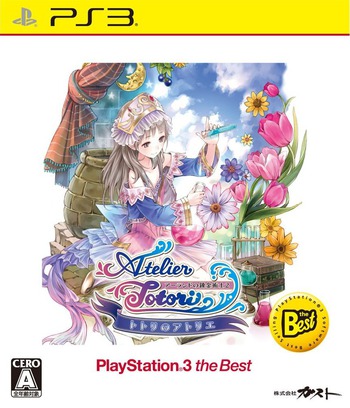 PS3
Atelier
アーランドの錬金術士2
Totori
トトリのアトリエ
the Best
PlayStation®3 the Best
CERO
A
全年齢対象
株式会社ガスト